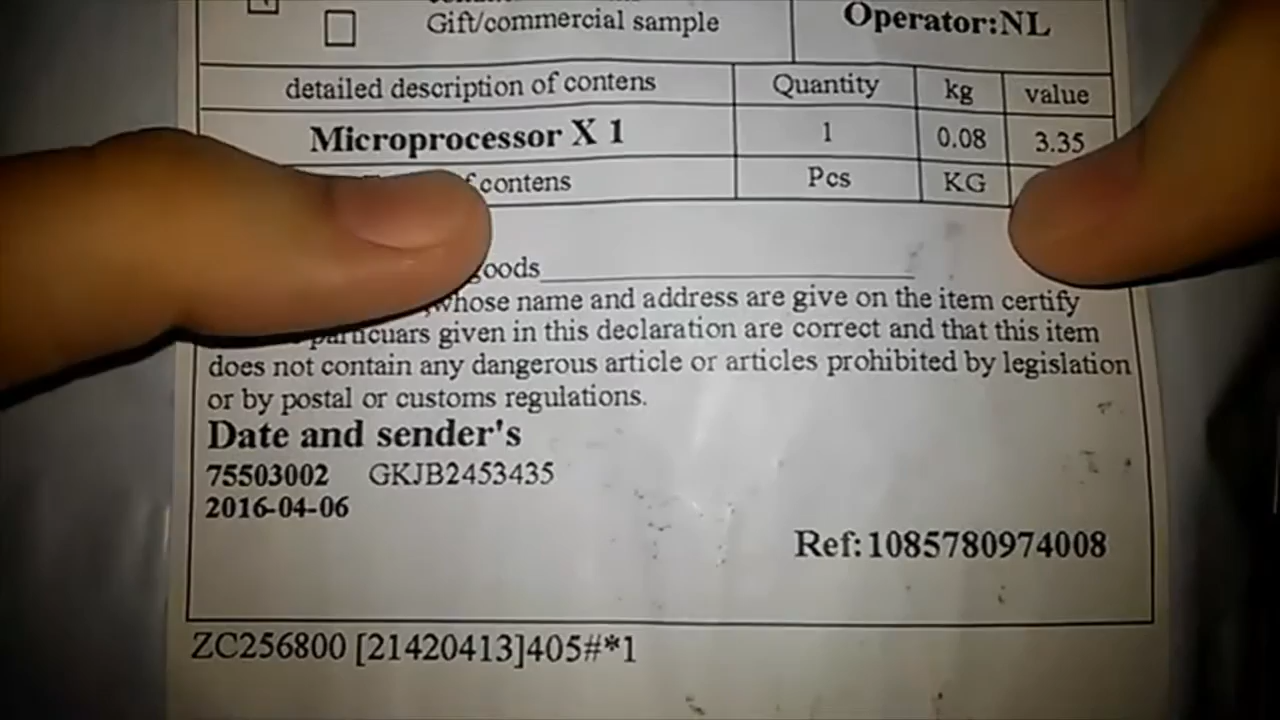 Gift/commercial sample
Operator:NL
detailed description of contens Quantity kg value
Microprocessor X 1 1 0.08 3.35
contens Pcs KG
goods
whose name and address are give on the item certify
particuars given in this declaration are correct and that this item
does not contain any dangerous article or articles prohibited by legislation
or by postal or customs regulations.
Date and sender's
75503002 GKJB2453435
2016-04-06
Ref:1085780974008
ZC256800 [21420413]405#*1